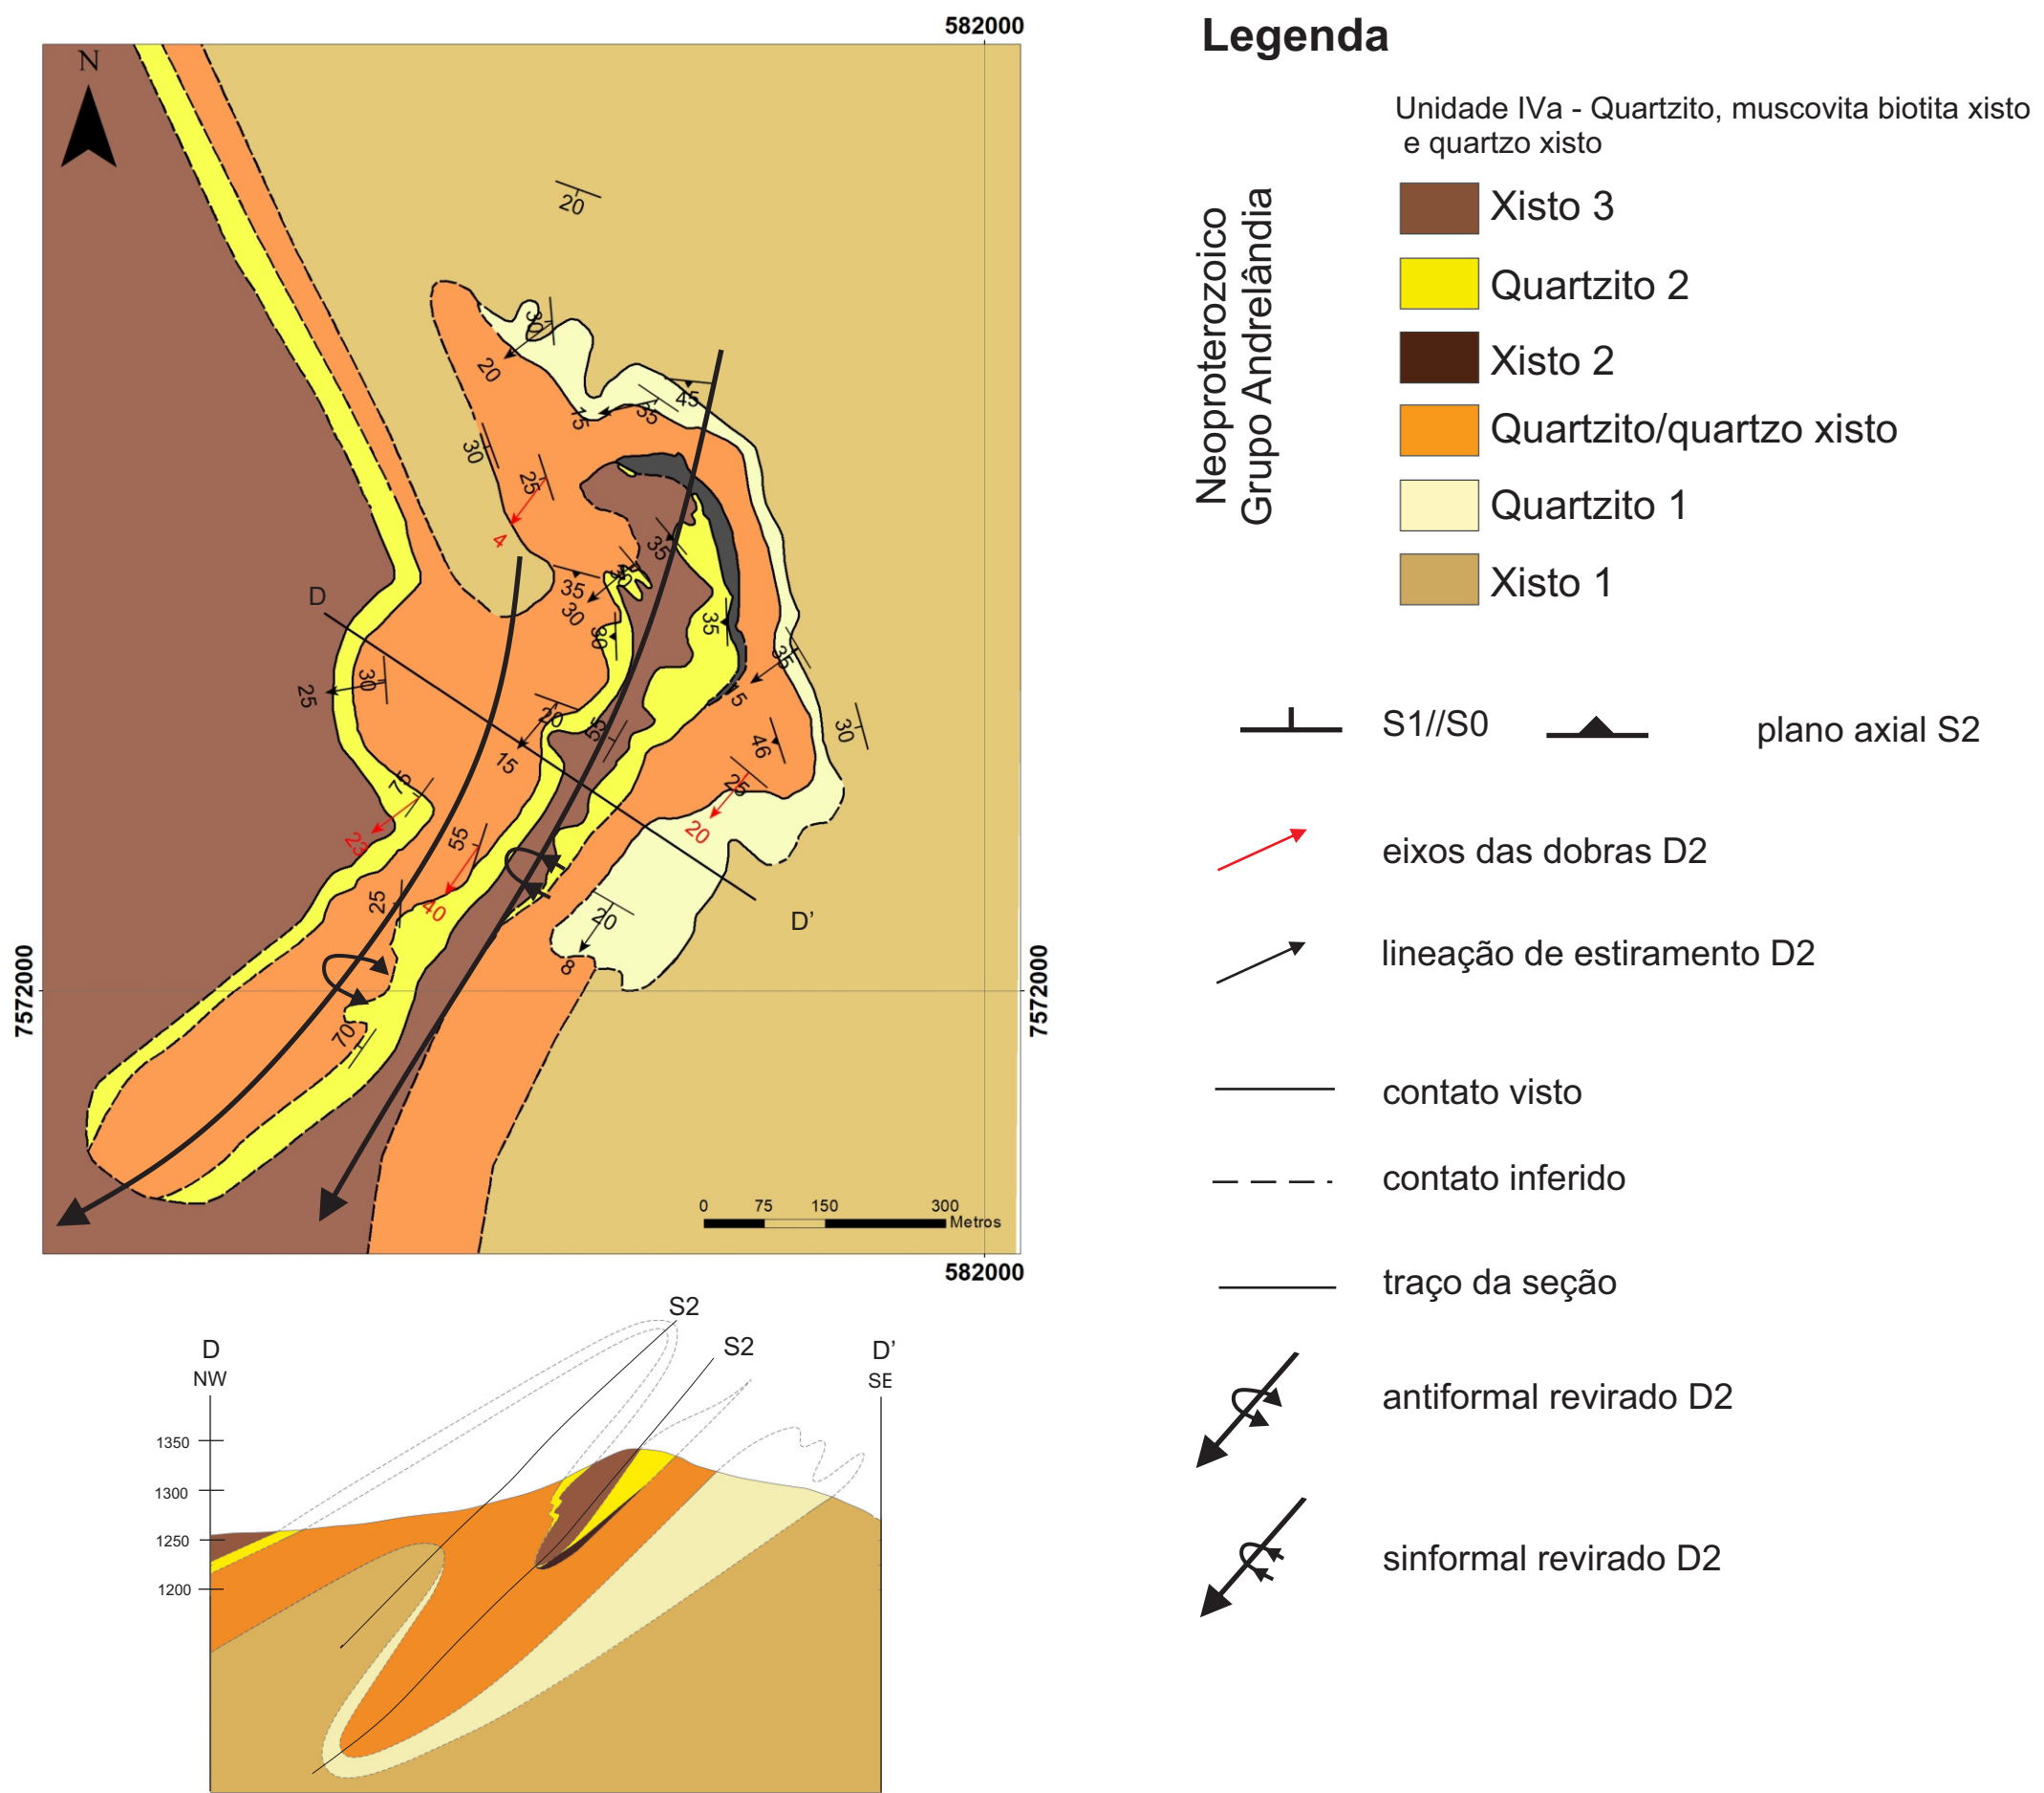 582000
N
20
30
20
45
35
15
30
25
4
35
35
35
30
30
35
D
35
30
25
5
30
20
55
46
15
25
75
20
23
55
25
40
20
D’
8
70
7572000
7572000
0 75 150 300
Metros
582000
Legenda
Unidade IVa - Quartzito, muscovita biotita xisto
e quartzo xisto
Neoproterozoico
Grupo Andrelândia
Xisto 3
Quartzito 2
Xisto 2
Quartzito/quartzo xisto
Quartzito 1
Xisto 1
S1//S0
plano axial S2
eixos das dobras D2
lineação de estiramento D2
contato visto
contato inferido
traço da seção
antiformal revirado D2
sinformal revirado D2
S2
S2
D
NW
D’
SE
1350
1300
1250
1200